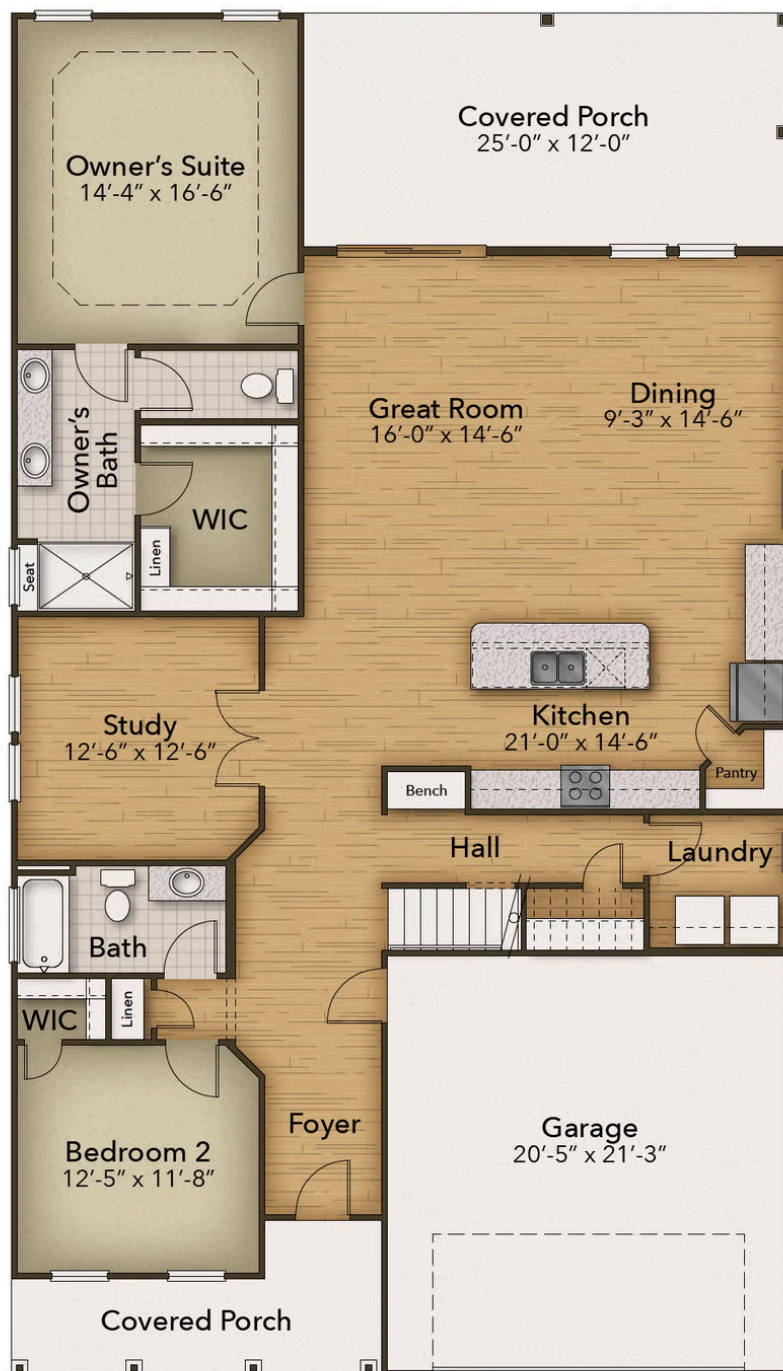 Covered Porch
25’-0” x 12’-0”
Owner’s Suite
14’-4” x 16’-6”
Great Room
16’-0” x 14’-6”
Dining
9’-3” x 14’-6”
Owner’s
Bath
WIC
Linen
Seat
Study
12’-6” x 12’-6”
Kitchen
21’-0” x 14’-6”
Pantry
Bench
Hall
Laundry
Bath
WIC
Linen
Bedroom 2
12’-5” x 11’-8”
Foyer
Garage
20’-5” x 21’-3”
Covered Porch